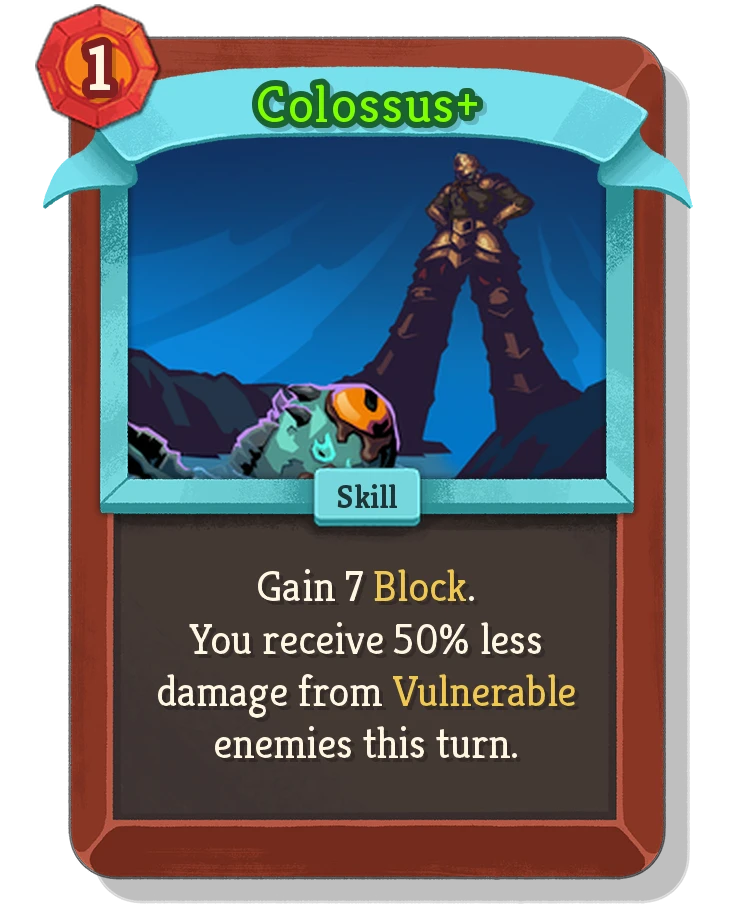 1
Colossus+
Skill
Gain 7 Block.
You receive 50% less
damage from Vulnerable
enemies this turn.